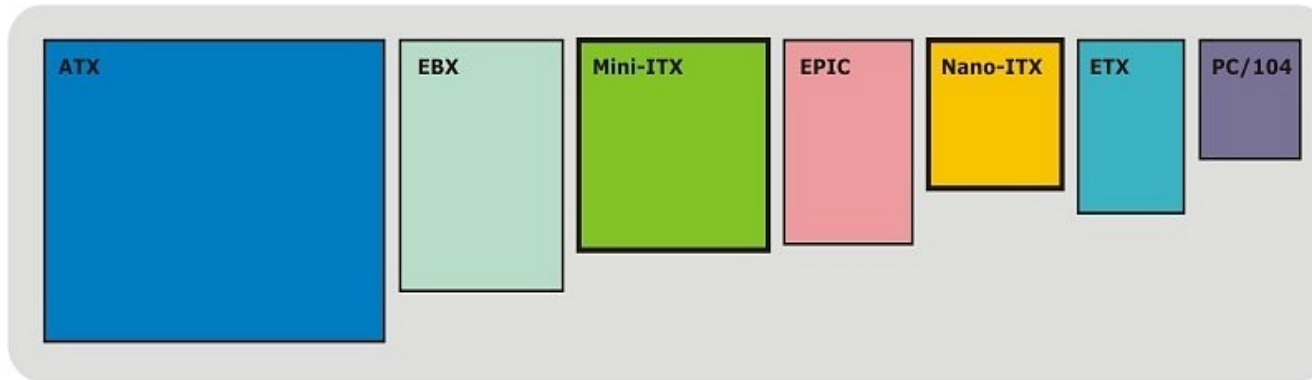 ATX
EBX
Mini-ITX
EPIC
Nano-ITX
ETX
PC/104